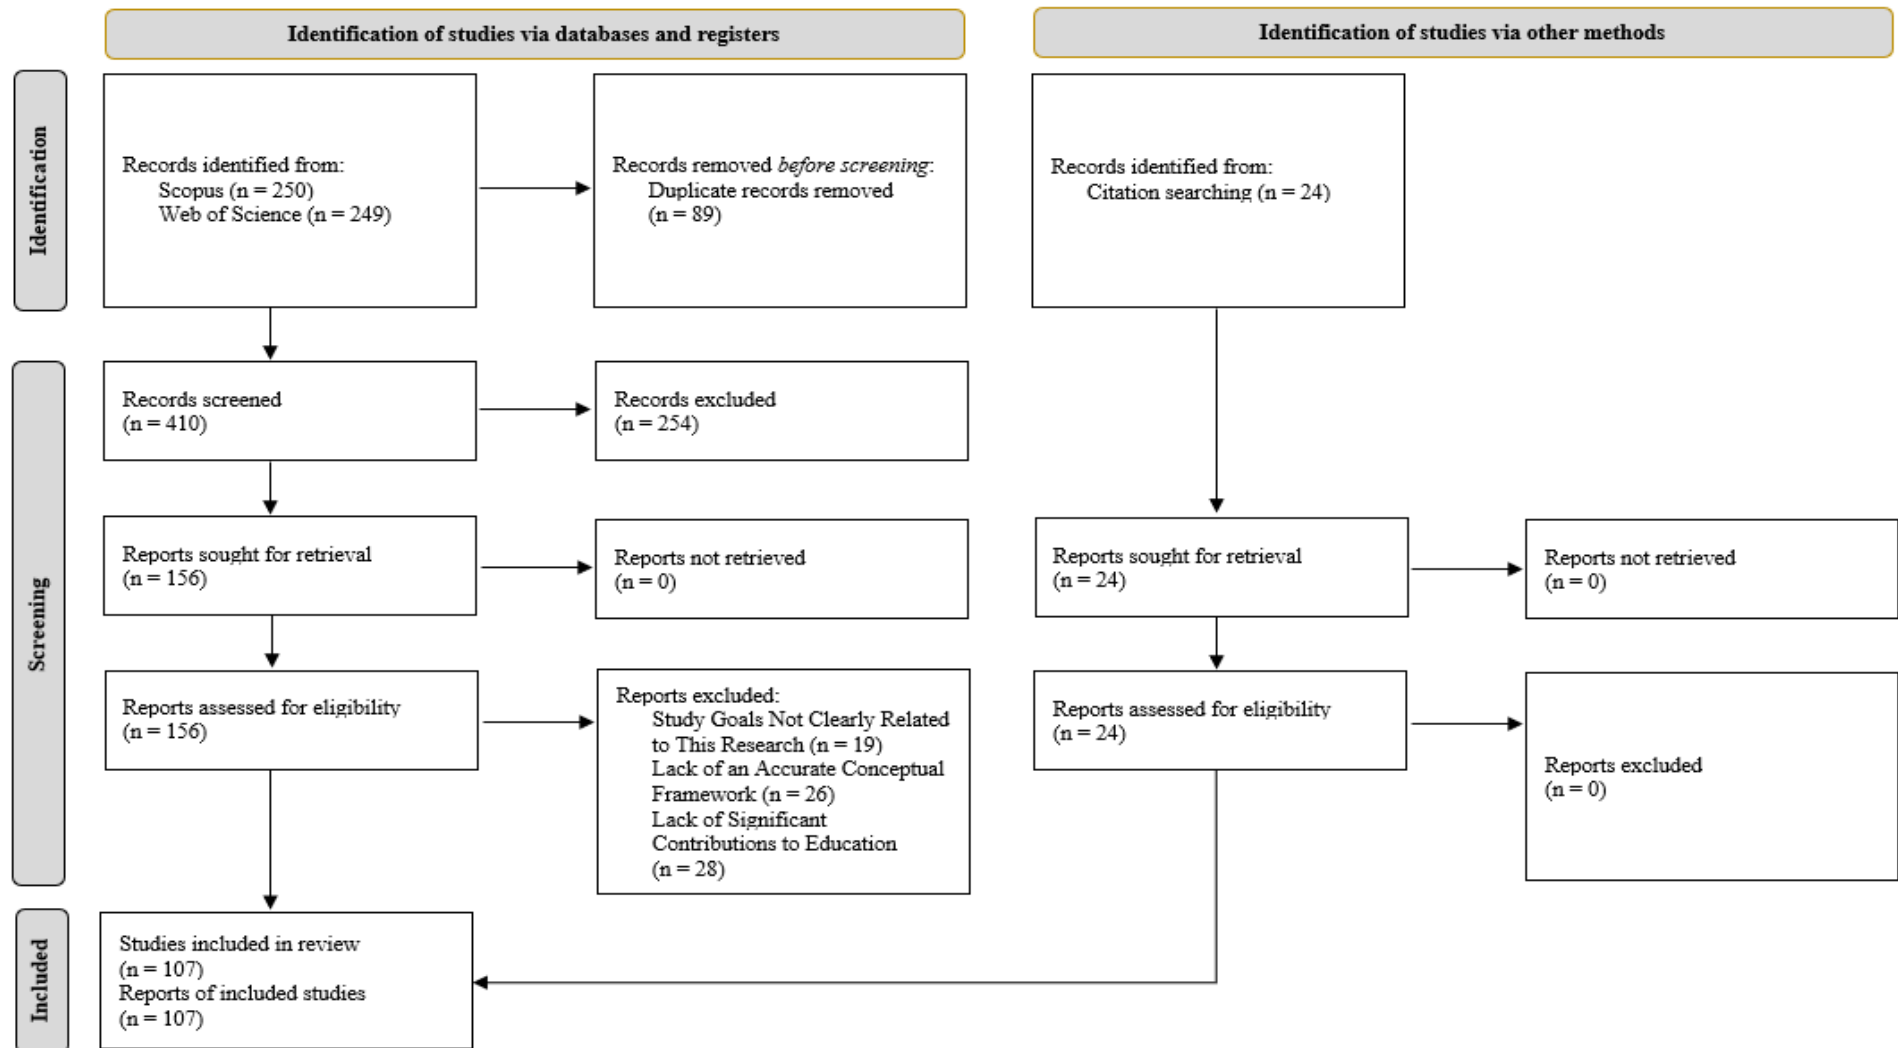 Identification of studies via databases and registers
Identification of studies via other methods
Identification
Records identified from:
Scopus (n = 250)
Web of Science (n = 249)
Records removed before screening:
Duplicate records removed
(n = 89)
Records identified from:
Citation searching (n = 24)
Screening
Records screened
(n = 410)
Records excluded
(n = 254)
Reports sought for retrieval
(n = 156)
Reports not retrieved
(n = 0)
Reports sought for retrieval
(n = 24)
Reports not retrieved
(n = 0)
Reports assessed for eligibility
(n = 156)
Reports excluded:
Study Goals Not Clearly Related
to This Research (n = 19)
Lack of an Accurate Conceptual
Framework (n = 26)
Lack of Significant
Contributions to Education
(n = 28)
Reports assessed for eligibility
(n = 24)
Reports excluded
(n = 0)
Included
Studies included in review
(n = 107)
Reports of included studies
(n = 107)